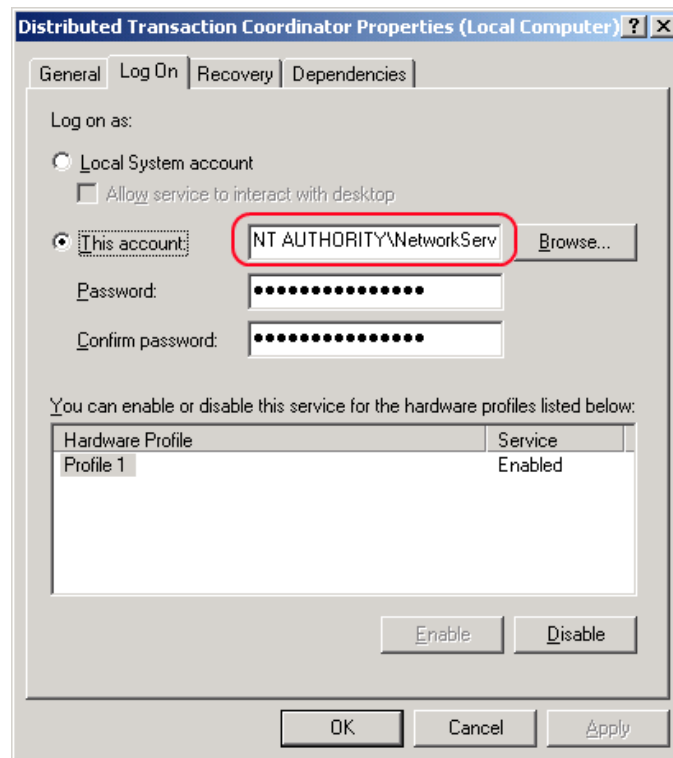 Distributed Transaction Coordinator Properties (Local Computer) ? X
General Log On Recovery Dependencies
Log on as:
Local System account
Allow service to interact with desktop
This account: NT AUTHORITY\NetworkServ Browse...
Password: ●●●●●●●●●●●●●●●
Confirm password: ●●●●●●●●●●●●●●●
You can enable or disable this service for the hardware profiles listed below:
Hardware Profile Service
Profile 1 Enabled
Enable Disable
OK Cancel Apply